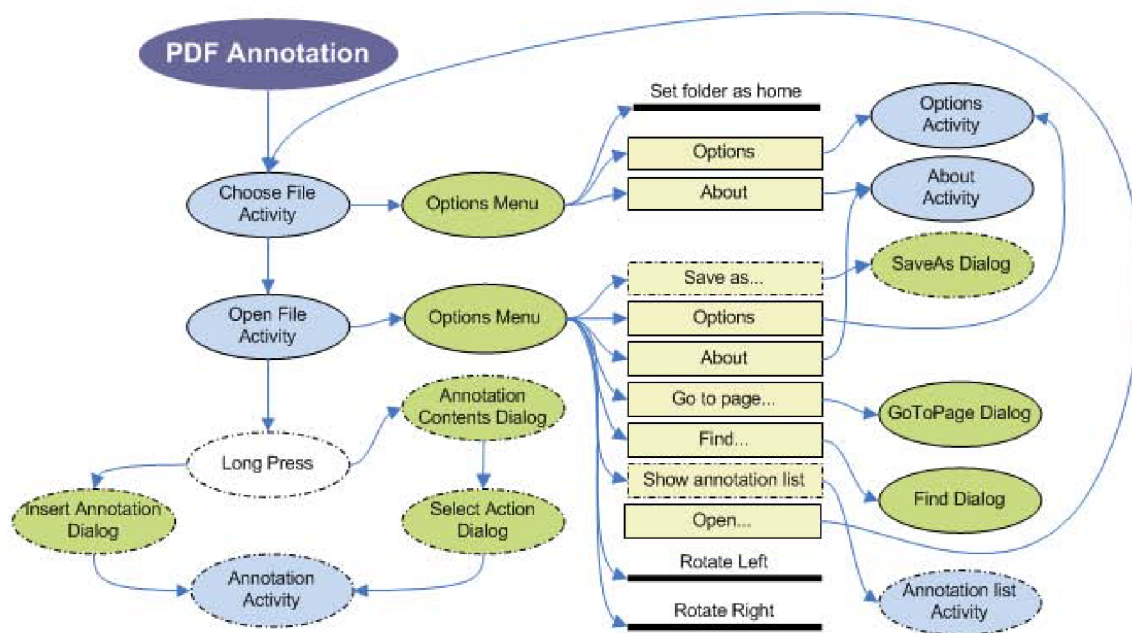 PDF Annotation
Set folder as home
Options
Activity
Options
About
Activity
Choose File
Activity
Options Menu
About
SaveAs Dialog
Save as...
Open File
Activity
Options Menu
Options
About
Annotation
Contents Dialog
Go to page...
GoToPage Dialog
Find...
Long Press
Show annotation list
Find Dialog
Insert Annotation
Dialog
Select Action
Dialog
Open...
Rotate Left
Annotation
Activity
Annotation list
Activity
Rotate Right